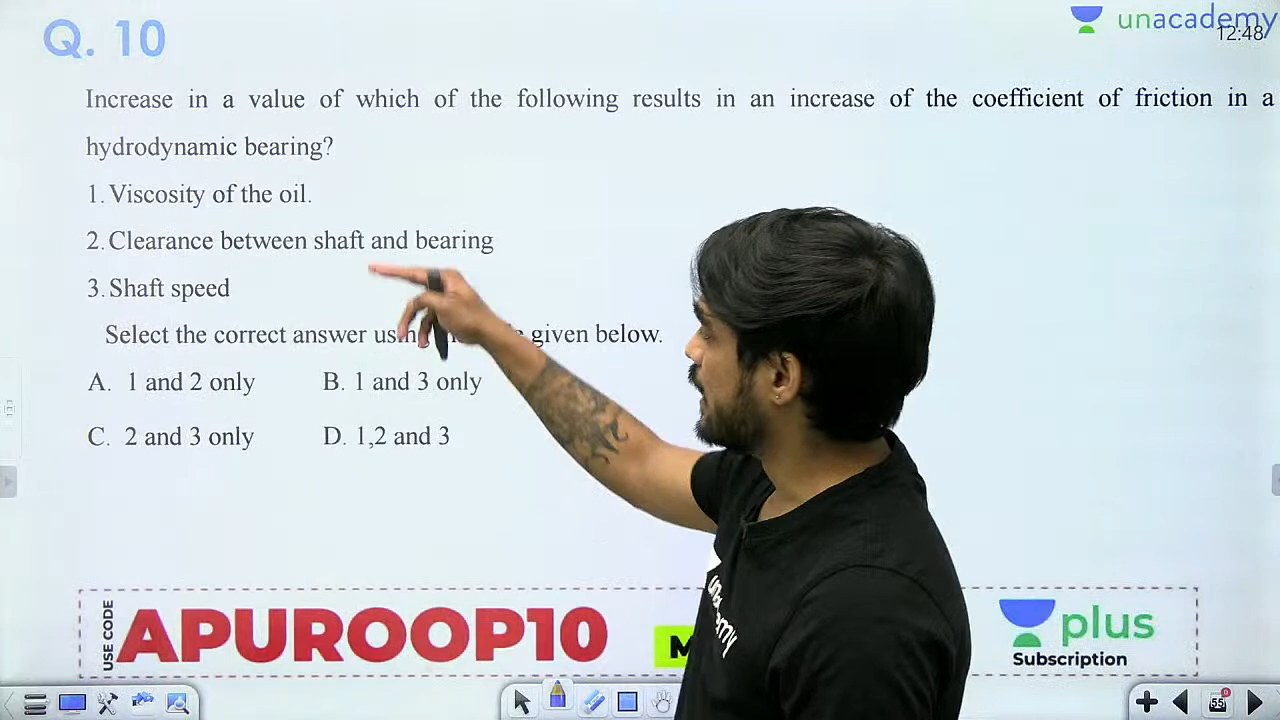 Q. 10
unacademy
12:48
Increase in a value of which of the following results in an increase of the coefficient of friction in a
hydrodynamic bearing?
1. Viscosity of the oil.
2. Clearance between shaft and bearing
3. Shaft speed
Select the correct answer using given below.
A. 1 and 2 only B. 1 and 3 only
C. 2 and 3 only D. 1,2 and 3
USE CODE
APUROOP10
plus
Subscription
55